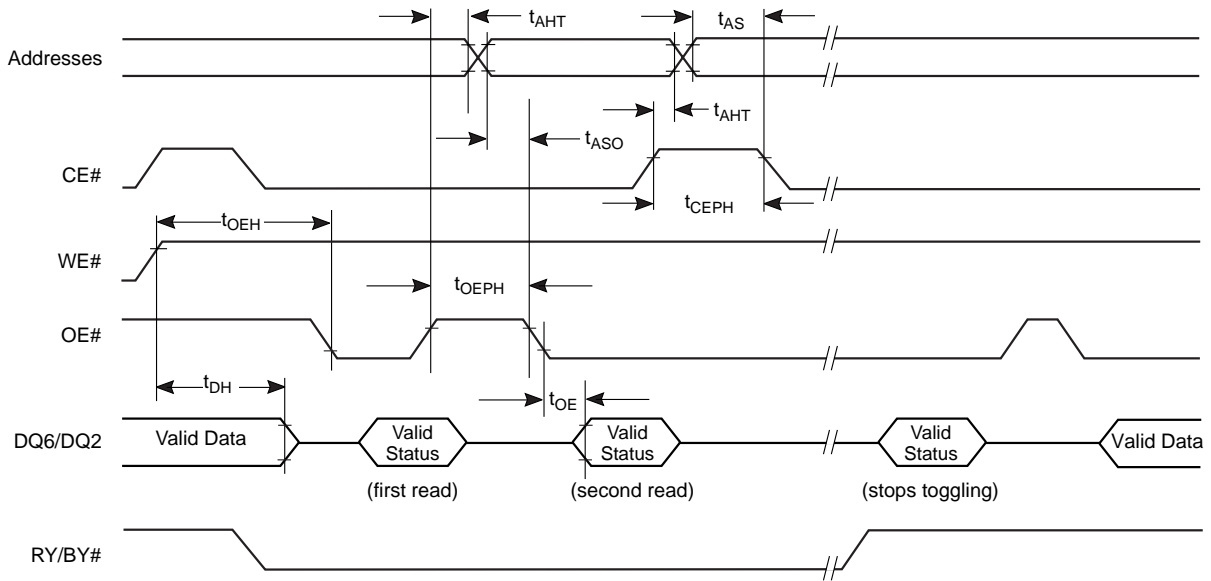 tAHT
tAS
Addresses
tAHT
tASO
CE#
tCEPH
tOEH
WE#
tOEPH
OE#
tDH
tOE
DQ6/DQ2
Valid Data
Valid
Status
Valid
Status
Valid
Status
Valid Data
(first read)
(second read)
(stops toggling)
RY/BY#